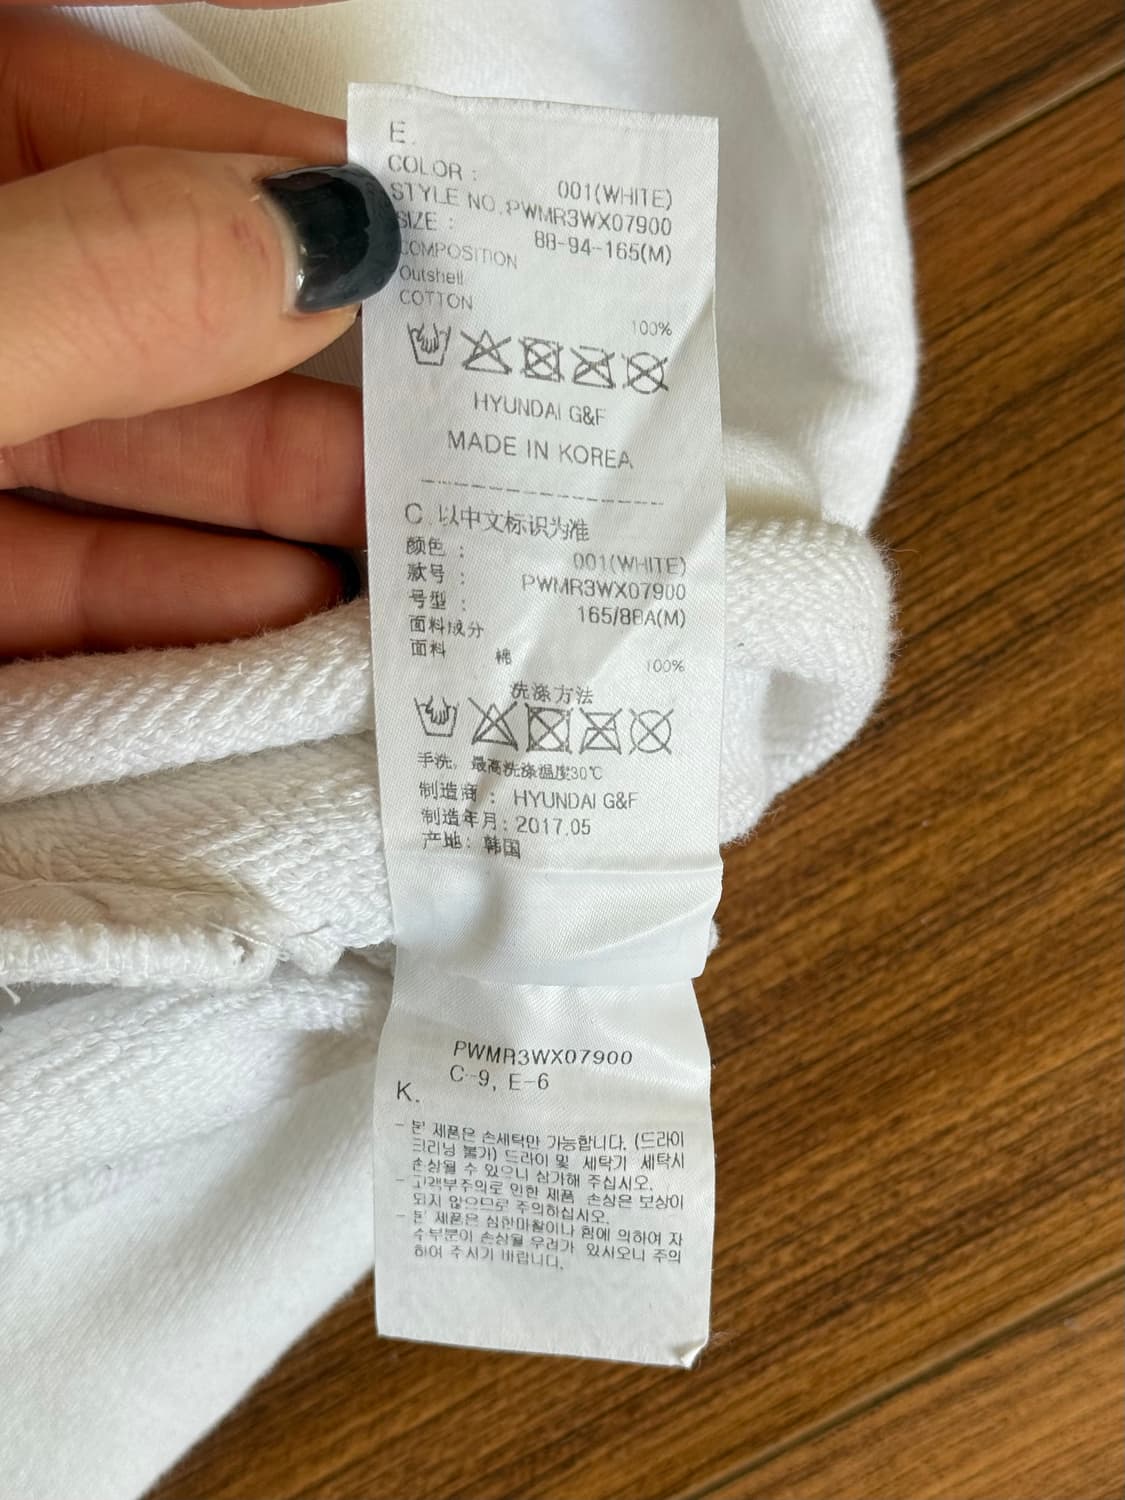 E.
COLOR : 001(WHITE)
STYLE NO. PWMR3WX07900
SIZE : 88-94-165(M)
COMPOSITION
Outshell
COTTON 100%
HYUNDAI G&F
MADE IN KOREA
C. 以中文标识为准
颜色 : 001(WHITE)
款号 : PWMR3WX07900
号型 : 165/88A(M)
面料成分
面料 棉 100%
洗涤方法
手洗, 最高洗涤温度30℃
制造商 : HYUNDAI G&F
制造年月: 2017.05
产地: 韩国
PWMR3WX07900
C-9, E-6
K.
- 본 제품은 손세탁만 가능합니다. (드라이
크리닝 불가) 드라이 및 세탁기 세탁시
손상될 수 있으니 삼가해 주십시오.
- 고객부주의로 인한 제품 손상은 보상이
되지 않으므로 주의하십시오.
- 본 제품은 심한마찰이나 힘에 의하여 자
수부분이 손상될 우려가 있사오니 주의
하여 주시기 바랍니다.